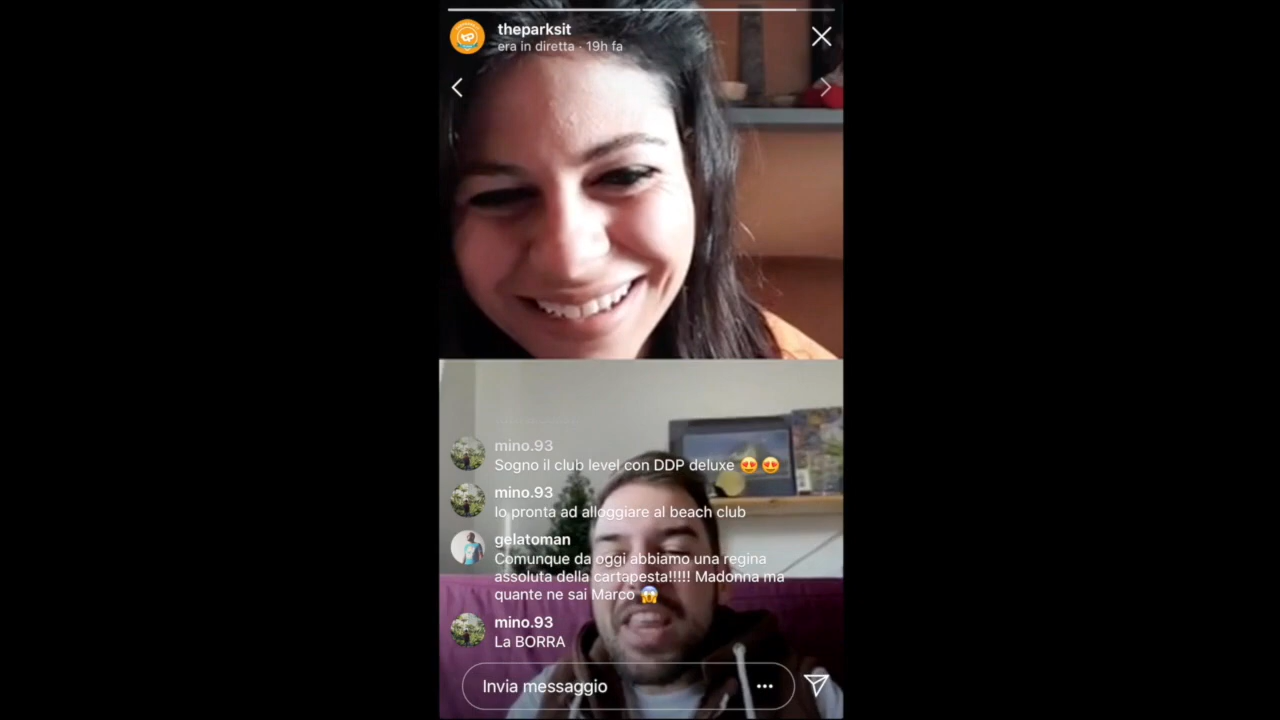 theparksit
era in diretta · 19h fa
mino.93
Sogno il club level con DDP deluxe 😍 😍
mino.93
Io pronta ad alloggiare al beach club
gelatoman
Comunque da oggi abbiamo una regina
assoluta della cartapesta!!!!! Madonna ma
quante ne sai Marco 😱
mino.93
La BORRA
Invia messaggio